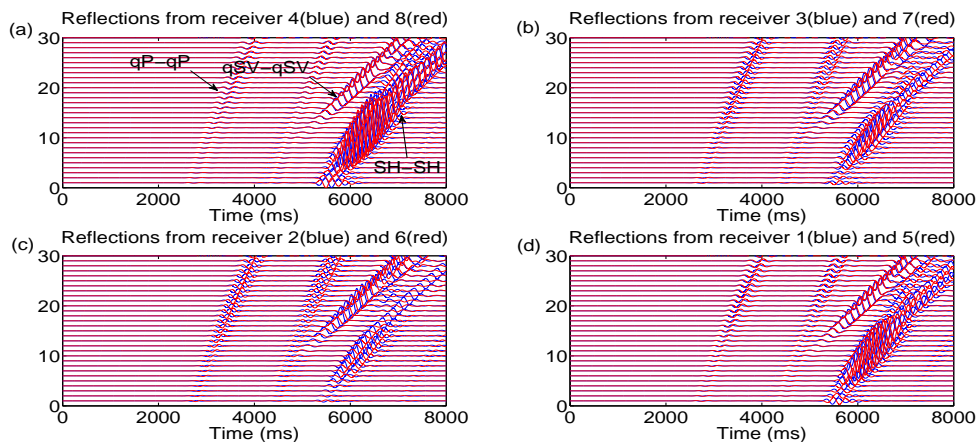 Reflections from receiver 4(blue) and 8(red)
(a)
30
20
10
0
qP−qP
qSV−qSV
SH−SH
0 2000 4000 6000 8000
Time (ms)
Reflections from receiver 3(blue) and 7(red)
(b)
30
20
10
0
0 2000 4000 6000 8000
Time (ms)
Reflections from receiver 2(blue) and 6(red)
(c)
30
20
10
0
0 2000 4000 6000 8000
Time (ms)
Reflections from receiver 1(blue) and 5(red)
(d)
30
20
10
0
0 2000 4000 6000 8000
Time (ms)